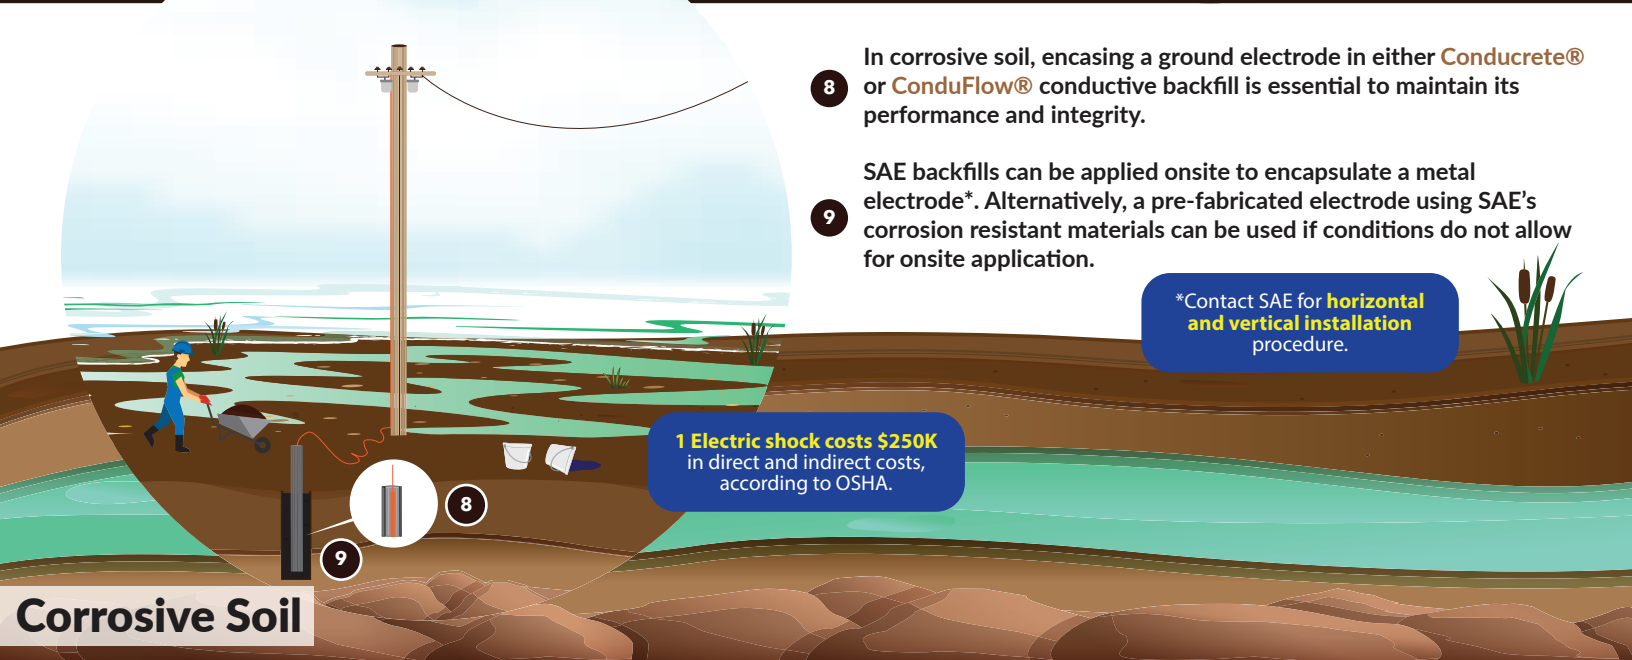 In corrosive soil, encasing a ground electrode in either Conducrete®
8
or ConduFlow® conductive backfill is essential to maintain its
performance and integrity.
SAE backfills can be applied onsite to encapsulate a metal
electrode*. Alternatively, a pre-fabricated electrode using SAE’s
9
corrosion resistant materials can be used if conditions do not allow
for onsite application.
*Contact SAE for horizontal
and vertical installation
procedure.
1 Electric shock costs $250K
in direct and indirect costs,
according to OSHA.
8
9
Corrosive Soil